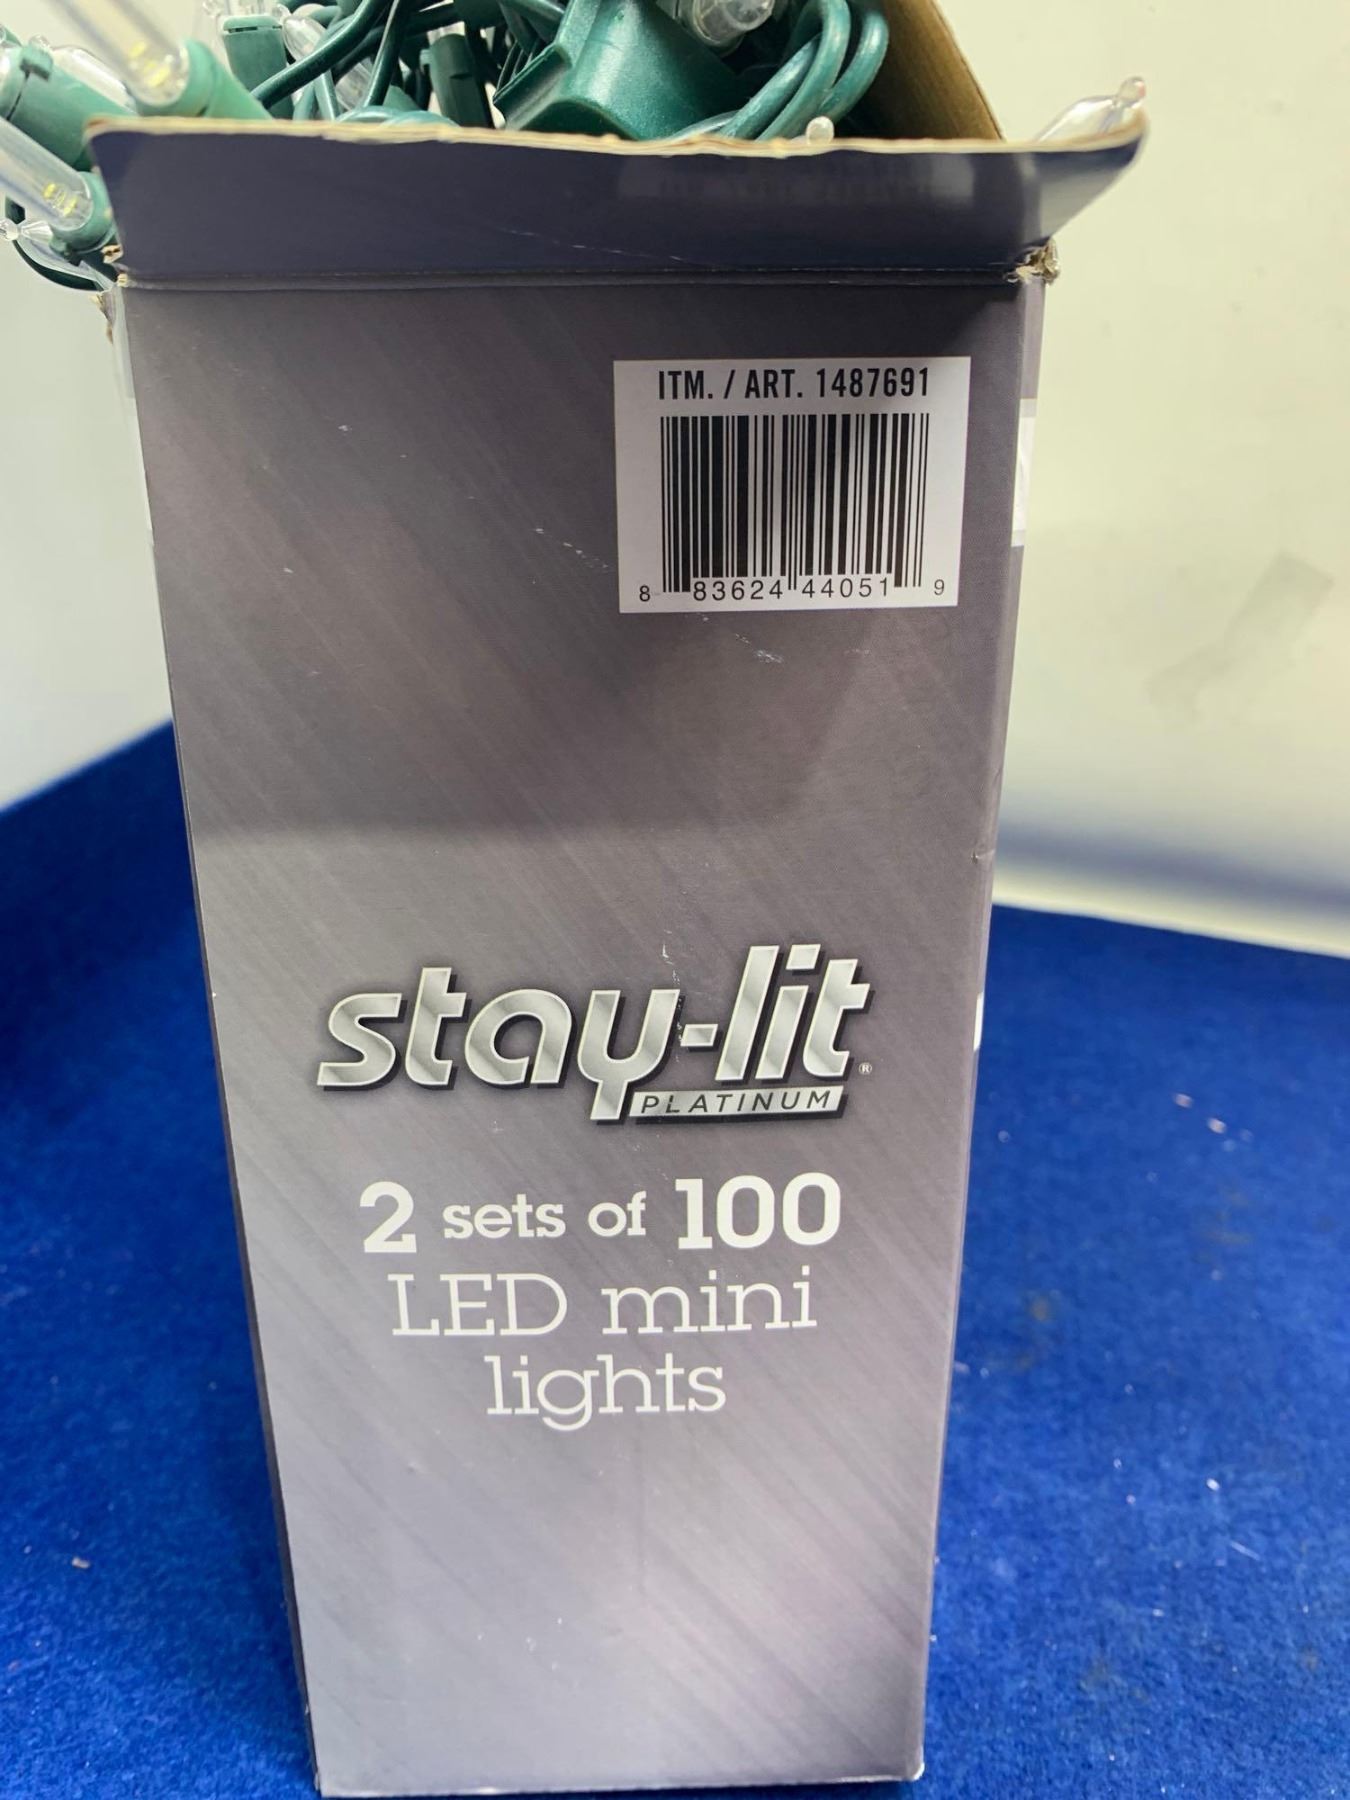 ITM. / ART. 1487691
8 83624 44051 9
stay-lit®
PLATINUM
2 sets of 100
LED mini
lights